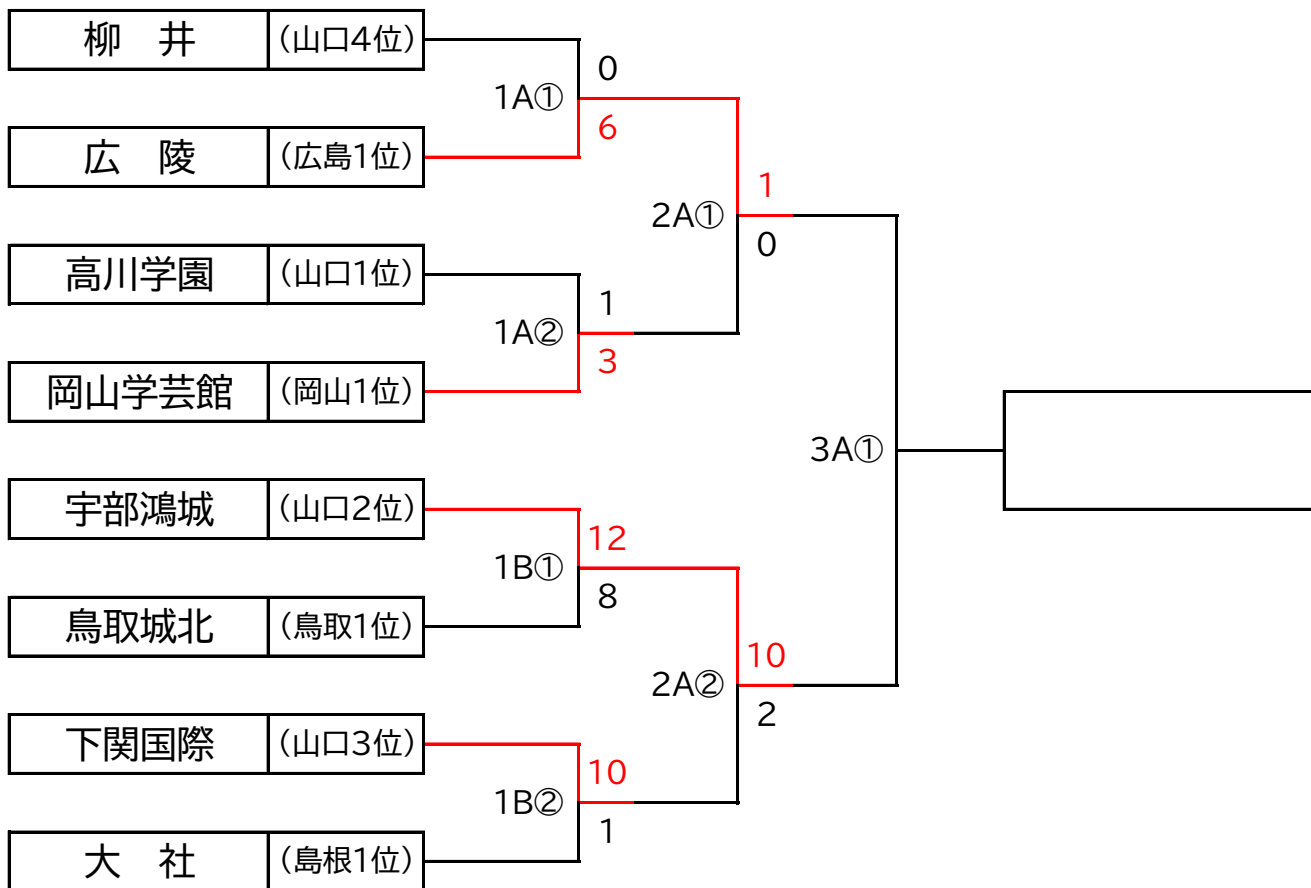 柳　井 (山口4位)
0
1A①
6
広　陵 (広島1位)
1
2A①
0
高川学園 (山口1位)
1
1A②
3
岡山学芸館 (岡山1位)
3A①
宇部鴻城 (山口2位)
12
1B①
8
鳥取城北 (鳥取1位)
10
2A②
2
下関国際 (山口3位)
10
1B②
1
大　社 (島根1位)